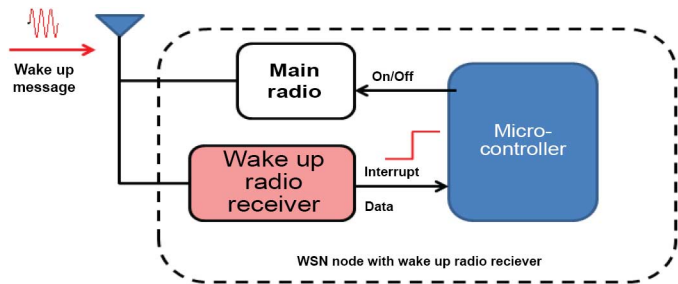 Wake up
message
Main
radio
On/Off
Micro-
controller
Wake up
radio
receiver
Interrupt
Data
WSN node with wake up radio reciever